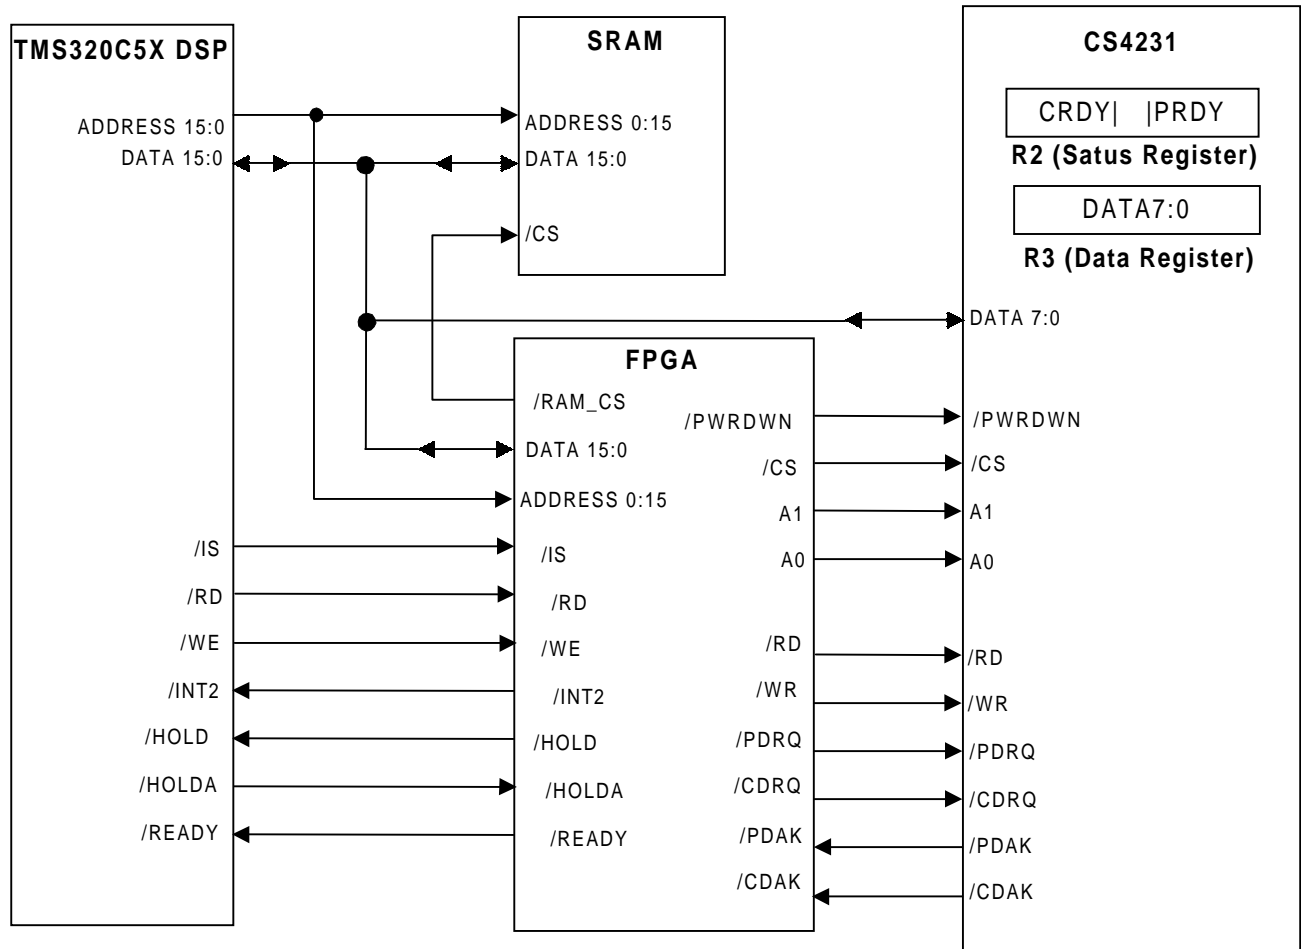 TMS320C5X DSP
ADDRESS 15:0
DATA 15:0
/IS
/RD
/WE
/INT2
/HOLD
/HOLDA
/READY
SRAM
ADDRESS 0:15
DATA 15:0
/CS
FPGA
/RAM_CS
DATA 15:0
ADDRESS 0:15
/IS
/RD
/WE
/INT2
/HOLD
/HOLDA
/READY
/PWRDWN
/CS
A1
A0
/RD
/WR
/PDRQ
/CDRQ
/PDAK
/CDAK
CS4231
CRDY| |PRDY
R2 (Satus Register)
DATA7:0
R3 (Data Register)
DATA 7:0
/PWRDWN
/CS
A1
A0
/RD
/WR
/PDRQ
/CDRQ
/PDAK
/CDAK